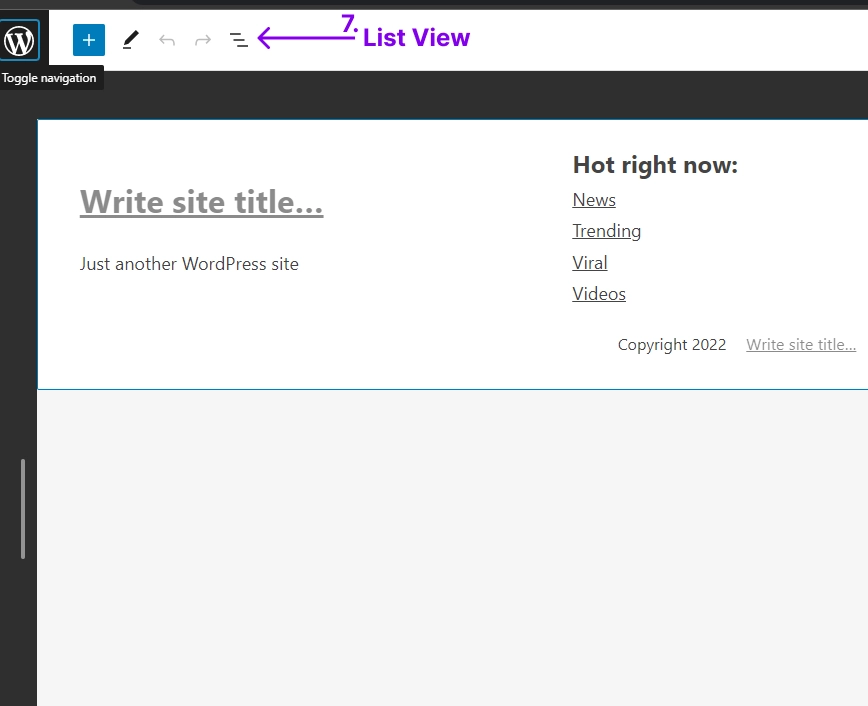 7.
List View
Toggle navigation
Write site title...
Just another WordPress site
Hot right now:
News
Trending
Viral
Videos
Copyright 2022 Write site title...